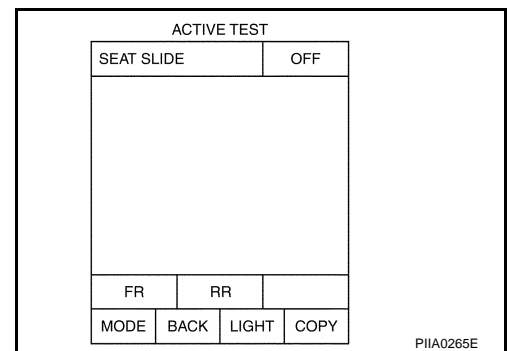 ACTIVE TEST
SEAT SLIDE OFF
FR RR
MODE BACK LIGHT COPY
PIIA0265E